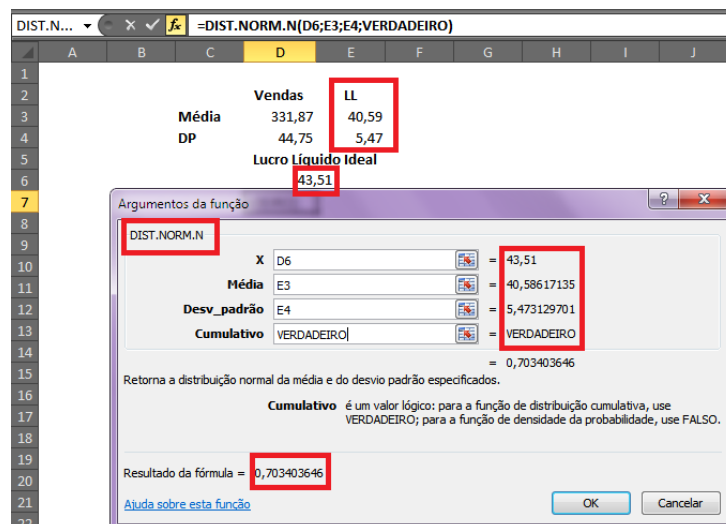 DIST.N... =DIST.NORM.N(D6;E3;E4;VERDADEIRO)
A B C D E F G H I J
1
2 Vendas LL
3 Média 331,87 40,59
4 DP 44,75 5,47
5 Lucro Líquido Ideal
6 43,51
7 Argumentos da função
8 DIST.NORM.N
9
10 X D6 = 43,51
11 Média E3 = 40,58617135
12 Desv_padrão E4 = 5,473129701
13 Cumulativo VERDADEIRO = VERDADEIRO
14 = 0,703403646
15 Retorna a distribuição normal da média e do desvio padrão especificados.
16 Cumulativo é um valor lógico: para a função de distribuição cumulativa, use
17 VERDADEIRO; para a função de densidade da probabilidade, use FALSO.
18
19
20 Resultado da fórmula = 0,703403646
21 Ajuda sobre esta função OK Cancelar
22